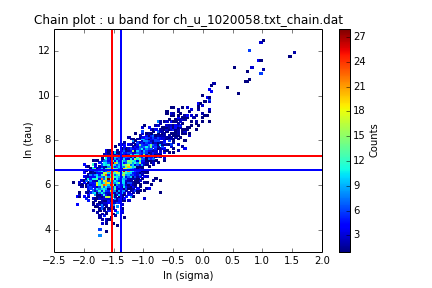 Chain plot : u band for ch_u_1020058.txt_chain.dat
ln (tau)
12
10
8
6
4
−2.5 −2.0 −1.5 −1.0 −0.5 0.0 0.5 1.0 1.5 2.0
ln (sigma)
27
24
21
18
15
12
9
6
3
Counts